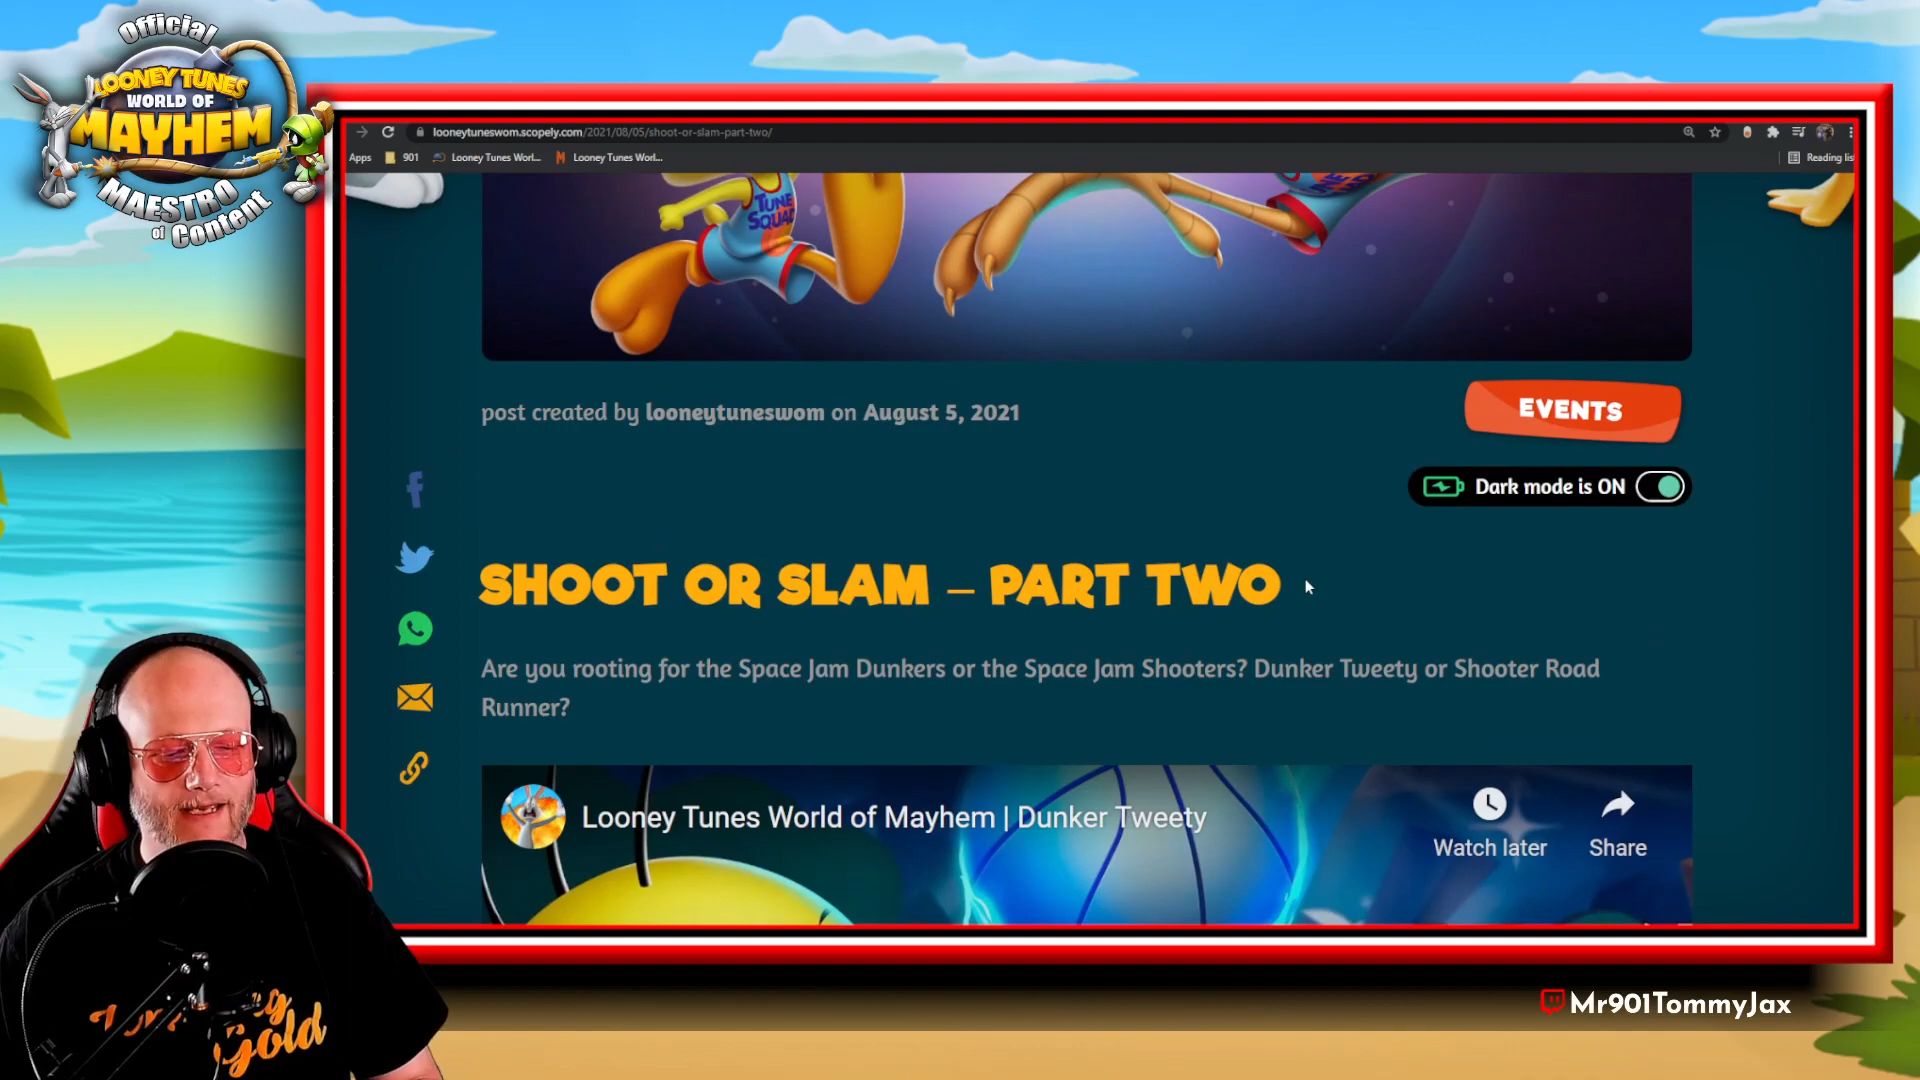 Official
LOONEY TUNES
WORLD OF
MAYHEM
MAESTRO
of Content
looneytuneswom.scopely.com/2021/08/05/shoot-or-slam-part-two/
Apps 901 Looney Tunes Worl... Looney Tunes Worl... Reading lis
TUNE
SQUAD
post created by looneytuneswom on August 5, 2021
EVENTS
Dark mode is ON
SHOOT OR SLAM – PART TWO
Are you rooting for the Space Jam Dunkers or the Space Jam Shooters? Dunker Tweety or Shooter Road
Runner?
Looney Tunes World of Mayhem | Dunker Tweety
Watch later
Share
Gold
Mr901TommyJax